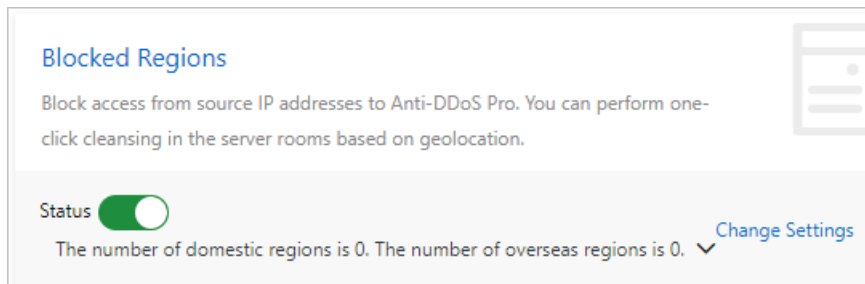 Blocked Regions
Block access from source IP addresses to Anti-DDoS Pro. You can perform one-
click cleansing in the server rooms based on geolocation.
Status
The number of domestic regions is 0. The number of overseas regions is 0.
Change Settings